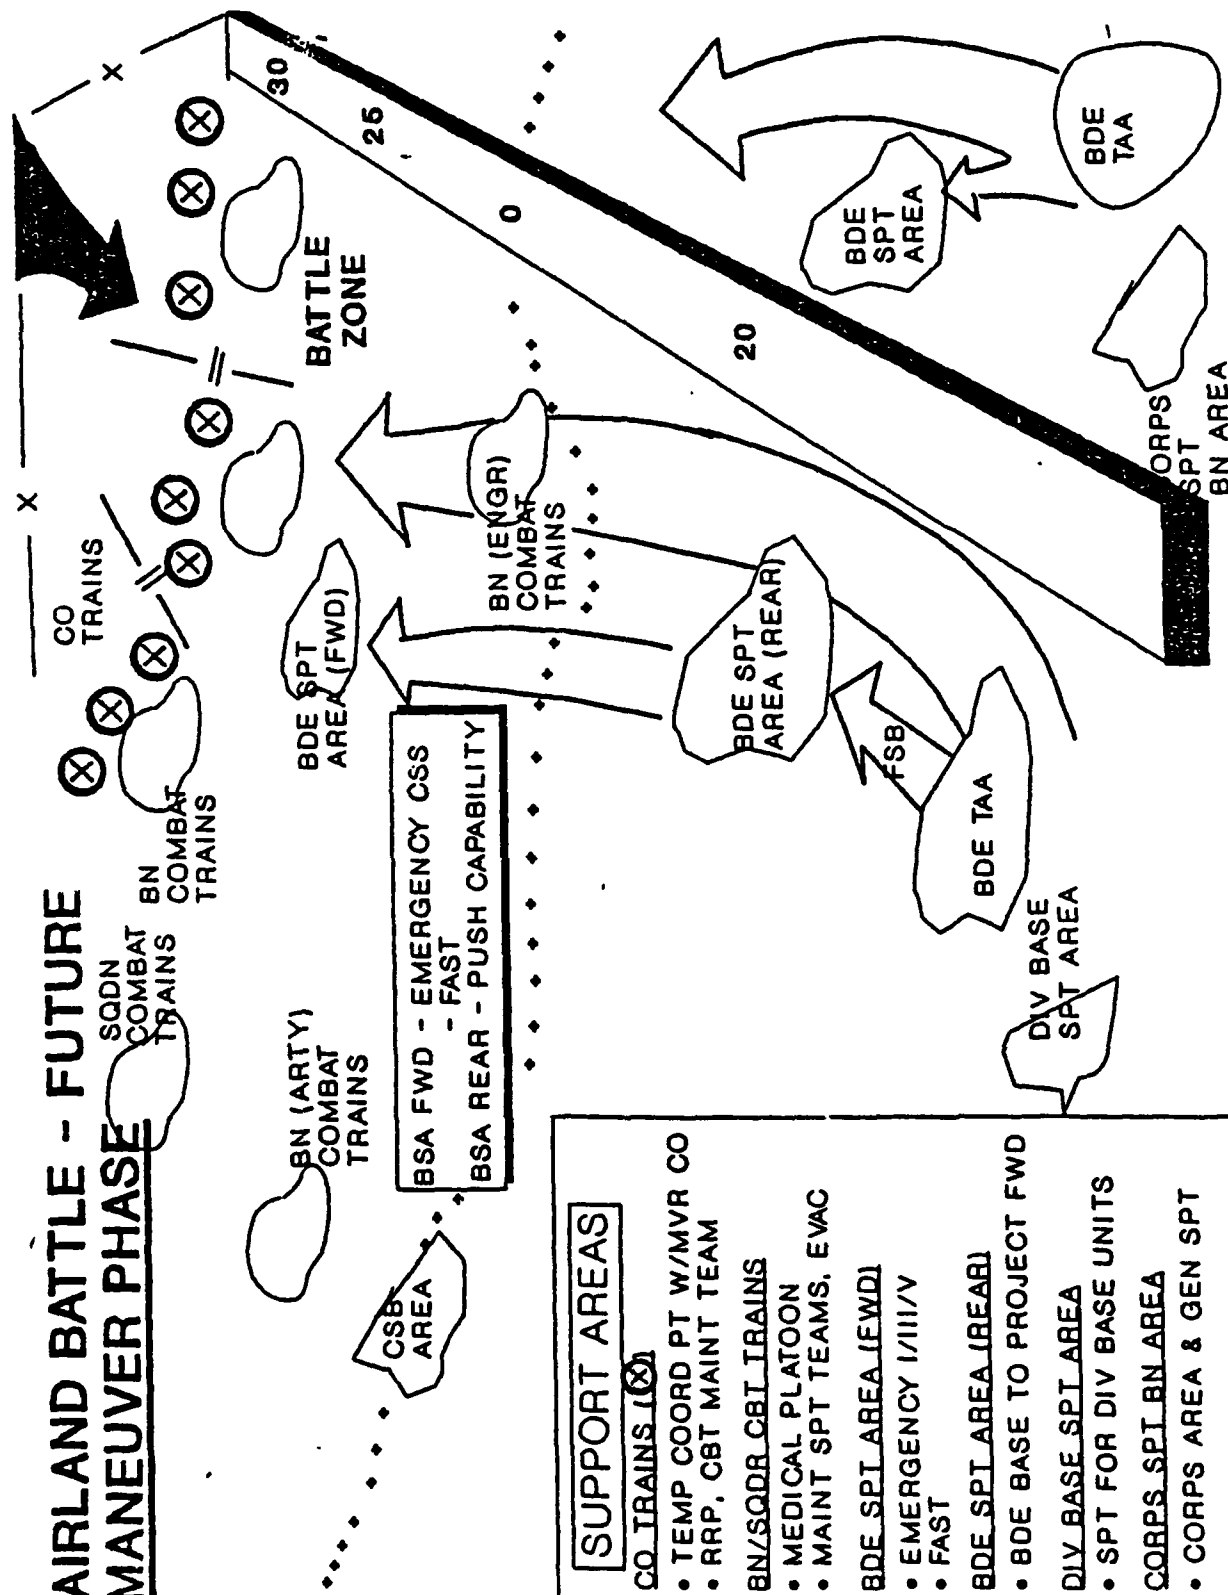 AIRLAND BATTLE - FUTURE
MANEUVER PHASE
SQDN
COMBAT
TRAINS
BN
COMBAT
TRAINS
CO
TRAINS
X
X
BATTLE
ZONE
30
25
0
20
BN (ARTY)
COMBAT
TRAINS
BDE SPT
AREA (FWD)
BN (ENGR)
COMBAT
TRAINS
CSB
AREA
BSA FWD - EMERGENCY CSS
- FAST
BSA REAR - PUSH CAPABILITY
BDE SPT
AREA (REAR)
FSB
BDE TAA
BDE
SPT
AREA
BDE
TAA
DIV BASE
SPT AREA
ORPS
SPT
BN AREA
SUPPORT AREAS
CO TRAINS (X)
• TEMP COORD PT W/MVR CO
• RRP, CBT MAINT TEAM
BN/SQDR CBT TRAINS
• MEDICAL PLATOON
• MAINT SPT TEAMS, EVAC
BDE SPT AREA (FWD)
• EMERGENCY I/III/V
• FAST
BDE SPT AREA (REAR)
• BDE BASE TO PROJECT FWD
DIV BASE SPT AREA
• SPT FOR DIV BASE UNITS
CORPS SPT BN AREA
• CORPS AREA & GEN SPT